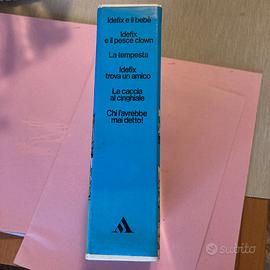 Idefix e il bebè
Idefix
e il pesce clown
La tempesta
Idefix
trova un amico
La caccia
al cinghiale
Chi l'avrebbe
mai detto!
subito